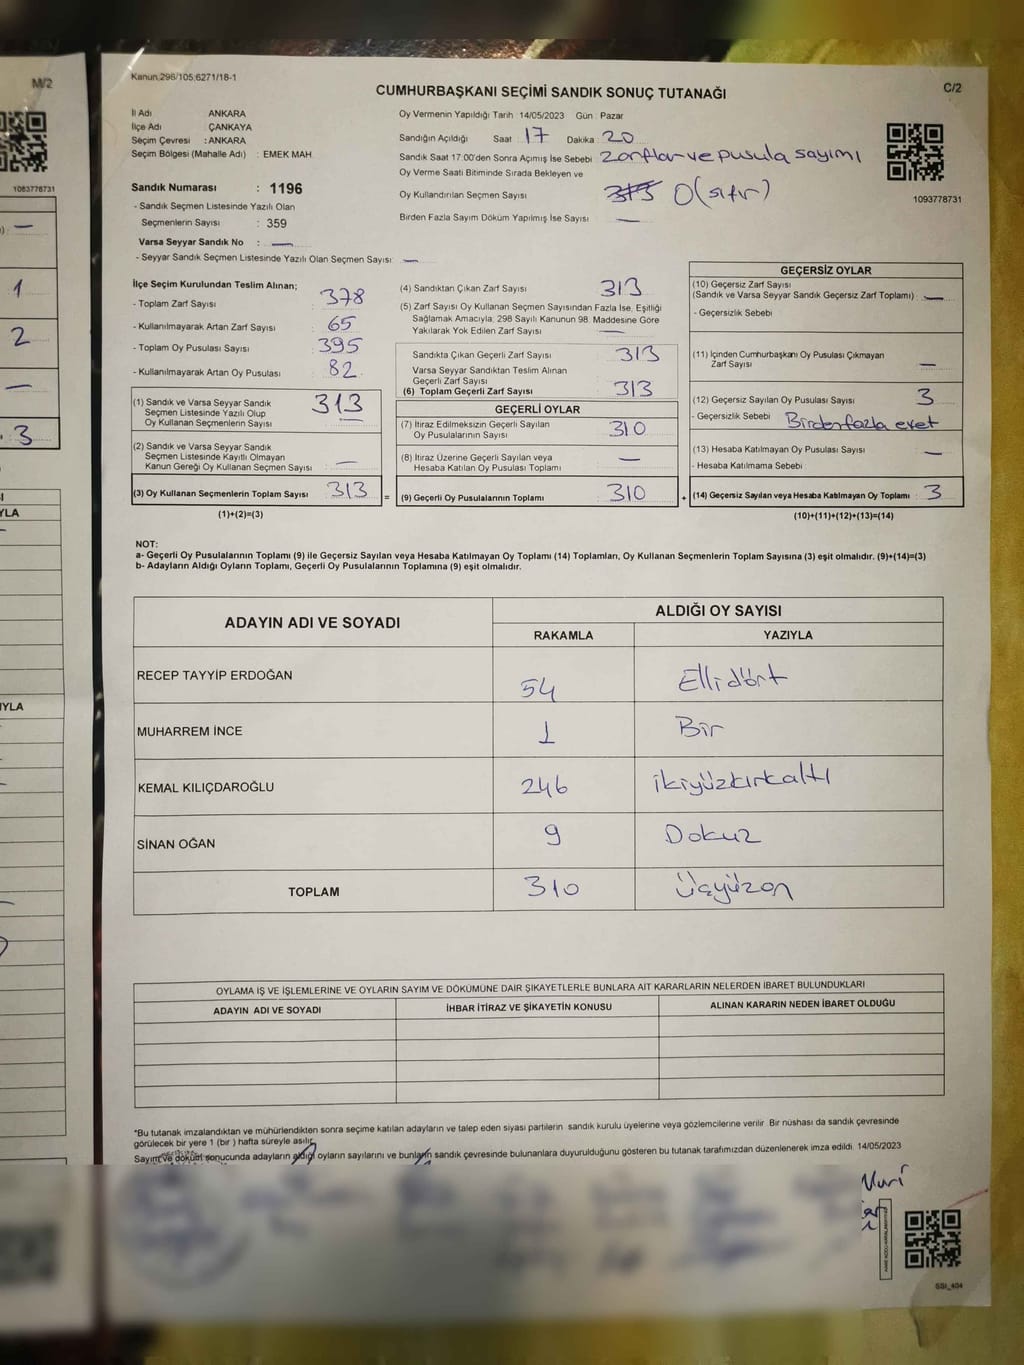 M/2
1083778731
1
2
3
YLA
IYLA
Kanun 298/105;6271/18-1
C/2
CUMHURBAŞKANI SEÇİMİ SANDIK SONUÇ TUTANAĞI
İl Adı ANKARA
İlçe Adı ÇANKAYA
Seçim Çevresi : ANKARA
Seçim Bölgesi (Mahalle Adı) : EMEK MAH.
Sandık Numarası : 1196
- Sandık Seçmen Listesinde Yazılı Olan
Seçmenlerin Sayısı : 359
Varsa Seyyar Sandık No : —
- Seyyar Sandık Seçmen Listesinde Yazılı Olan Seçmen Sayısı: —
Oy Vermenin Yapıldığı Tarih 14/05/2023 Gün : Pazar
Sandığın Açıldığı Saat 17 Dakika 20
Sandık Saat 17:00'den Sonra Açımış İse Sebebi Zarflar ve pusula sayımı
Oy Verme Saati Bitiminde Sırada Bekleyen ve
Oy Kullandırılan Seçmen Sayısı 0 (sıfır)
Birden Fazla Sayım Döküm Yapılmış İse Sayısı —
1093778731
İlçe Seçim Kurulundan Teslim Alınan;
- Toplam Zarf Sayısı 378
- Kullanılmayarak Artan Zarf Sayısı 65
- Toplam Oy Pusulası Sayısı 395
- Kullanılmayarak Artan Oy Pusulası 82
(1) Sandık ve Varsa Seyyar Sandık
Seçmen Listesinde Yazılı Olup
Oy Kullanan Seçmenlerin Sayısı 313
(2) Sandık ve Varsa Seyyar Sandık
Seçmen Listesinde Kayıtlı Olmayan
Kanun Gereği Oy Kullanan Seçmen Sayısı —
(3) Oy Kullanan Seçmenlerin Toplam Sayısı 313
(1)+(2)=(3)
(4) Sandıktan Çıkan Zarf Sayısı 313
(5) Zarf Sayısı Oy Kullanan Seçmen Sayısından Fazla İse, Eşitliği
Sağlamak Amacıyla, 298 Sayılı Kanunun 98. Maddesine Göre
Yakılarak Yok Edilen Zarf Sayısı —
Sandıkta Çıkan Geçerli Zarf Sayısı 313
Varsa Seyyar Sandıktan Teslim Alınan
Geçerli Zarf Sayısı
(6) Toplam Geçerli Zarf Sayısı 313
GEÇERLİ OYLAR
(7) İtiraz Edilmeksizin Geçerli Sayılan
Oy Pusulalarının Sayısı 310
(8) İtiraz Üzerine Geçerli Sayılan veya
Hesaba Katılan Oy Pusulası Toplamı —
= (9) Geçerli Oy Pusulalarının Toplamı 310 +
GEÇERSİZ OYLAR
(10) Geçersiz Zarf Sayısı
(Sandık ve Varsa Seyyar Sandık Geçersiz Zarf Toplamı) : —
- Geçersizlik Sebebi
(11) İçinden Cumhurbaşkanı Oy Pusulası Çıkmayan
Zarf Sayısı —
(12) Geçersiz Sayılan Oy Pusulası Sayısı 3
- Geçersizlik Sebebi Birden fazla evet
(13) Hesaba Katılmayan Oy Pusulası Sayısı —
- Hesaba Katılmama Sebebi
(14) Geçersiz Sayılan veya Hesaba Katılmayan Oy Toplamı : 3
(10)+(11)+(12)+(13)=(14)
NOT:
a- Geçerli Oy Pusulalarının Toplamı (9) ile Geçersiz Sayılan veya Hesaba Katılmayan Oy Toplamı (14) Toplamları, Oy Kullanan Seçmenlerin Toplam Sayısına (3) eşit olmalıdır. (9)+(14)=(3)
b- Adayların Aldığı Oyların Toplamı, Geçerli Oy Pusulalarının Toplamına (9) eşit olmalıdır.
ADAYIN ADI VE SOYADI
ALDIĞI OY SAYISI
RAKAMLA YAZIYLA
RECEP TAYYİP ERDOĞAN 54 Ellidört
MUHARREM İNCE 1 Bir
KEMAL KILIÇDAROĞLU 246 ikiyüzkırkaltı
SİNAN OĞAN 9 Dokuz
TOPLAM 310 Üçyüzon
OYLAMA İŞ VE İŞLEMLERİNE VE OYLARIN SAYIM VE DÖKÜMÜNE DAİR ŞİKAYETLERLE BUNLARA AİT KARARLARIN NELERDEN İBARET BULUNDUKLARI
ADAYIN ADI VE SOYADI İHBAR İTİRAZ VE ŞİKAYETİN KONUSU ALINAN KARARIN NEDEN İBARET OLDUĞU
*Bu tutanak imzalandıktan ve mühürlendikten sonra seçime katılan adayların ve talep eden siyasi partilerin sandık kurulu üyelerine veya gözlemcilerine verilir. Bir nüshası da sandık çevresinde
görülecek bir yere 1 (bir ) hafta süreyle asılır.
Sayım ve döküm sonucunda adayların aldığı oyların sayılarını ve bunların sandık çevresinde bulunanlara duyurulduğunu gösteren bu tutanak tarafımızdan düzenlenerek imza edildi. 14/05/2023
Nuri
SSI_404